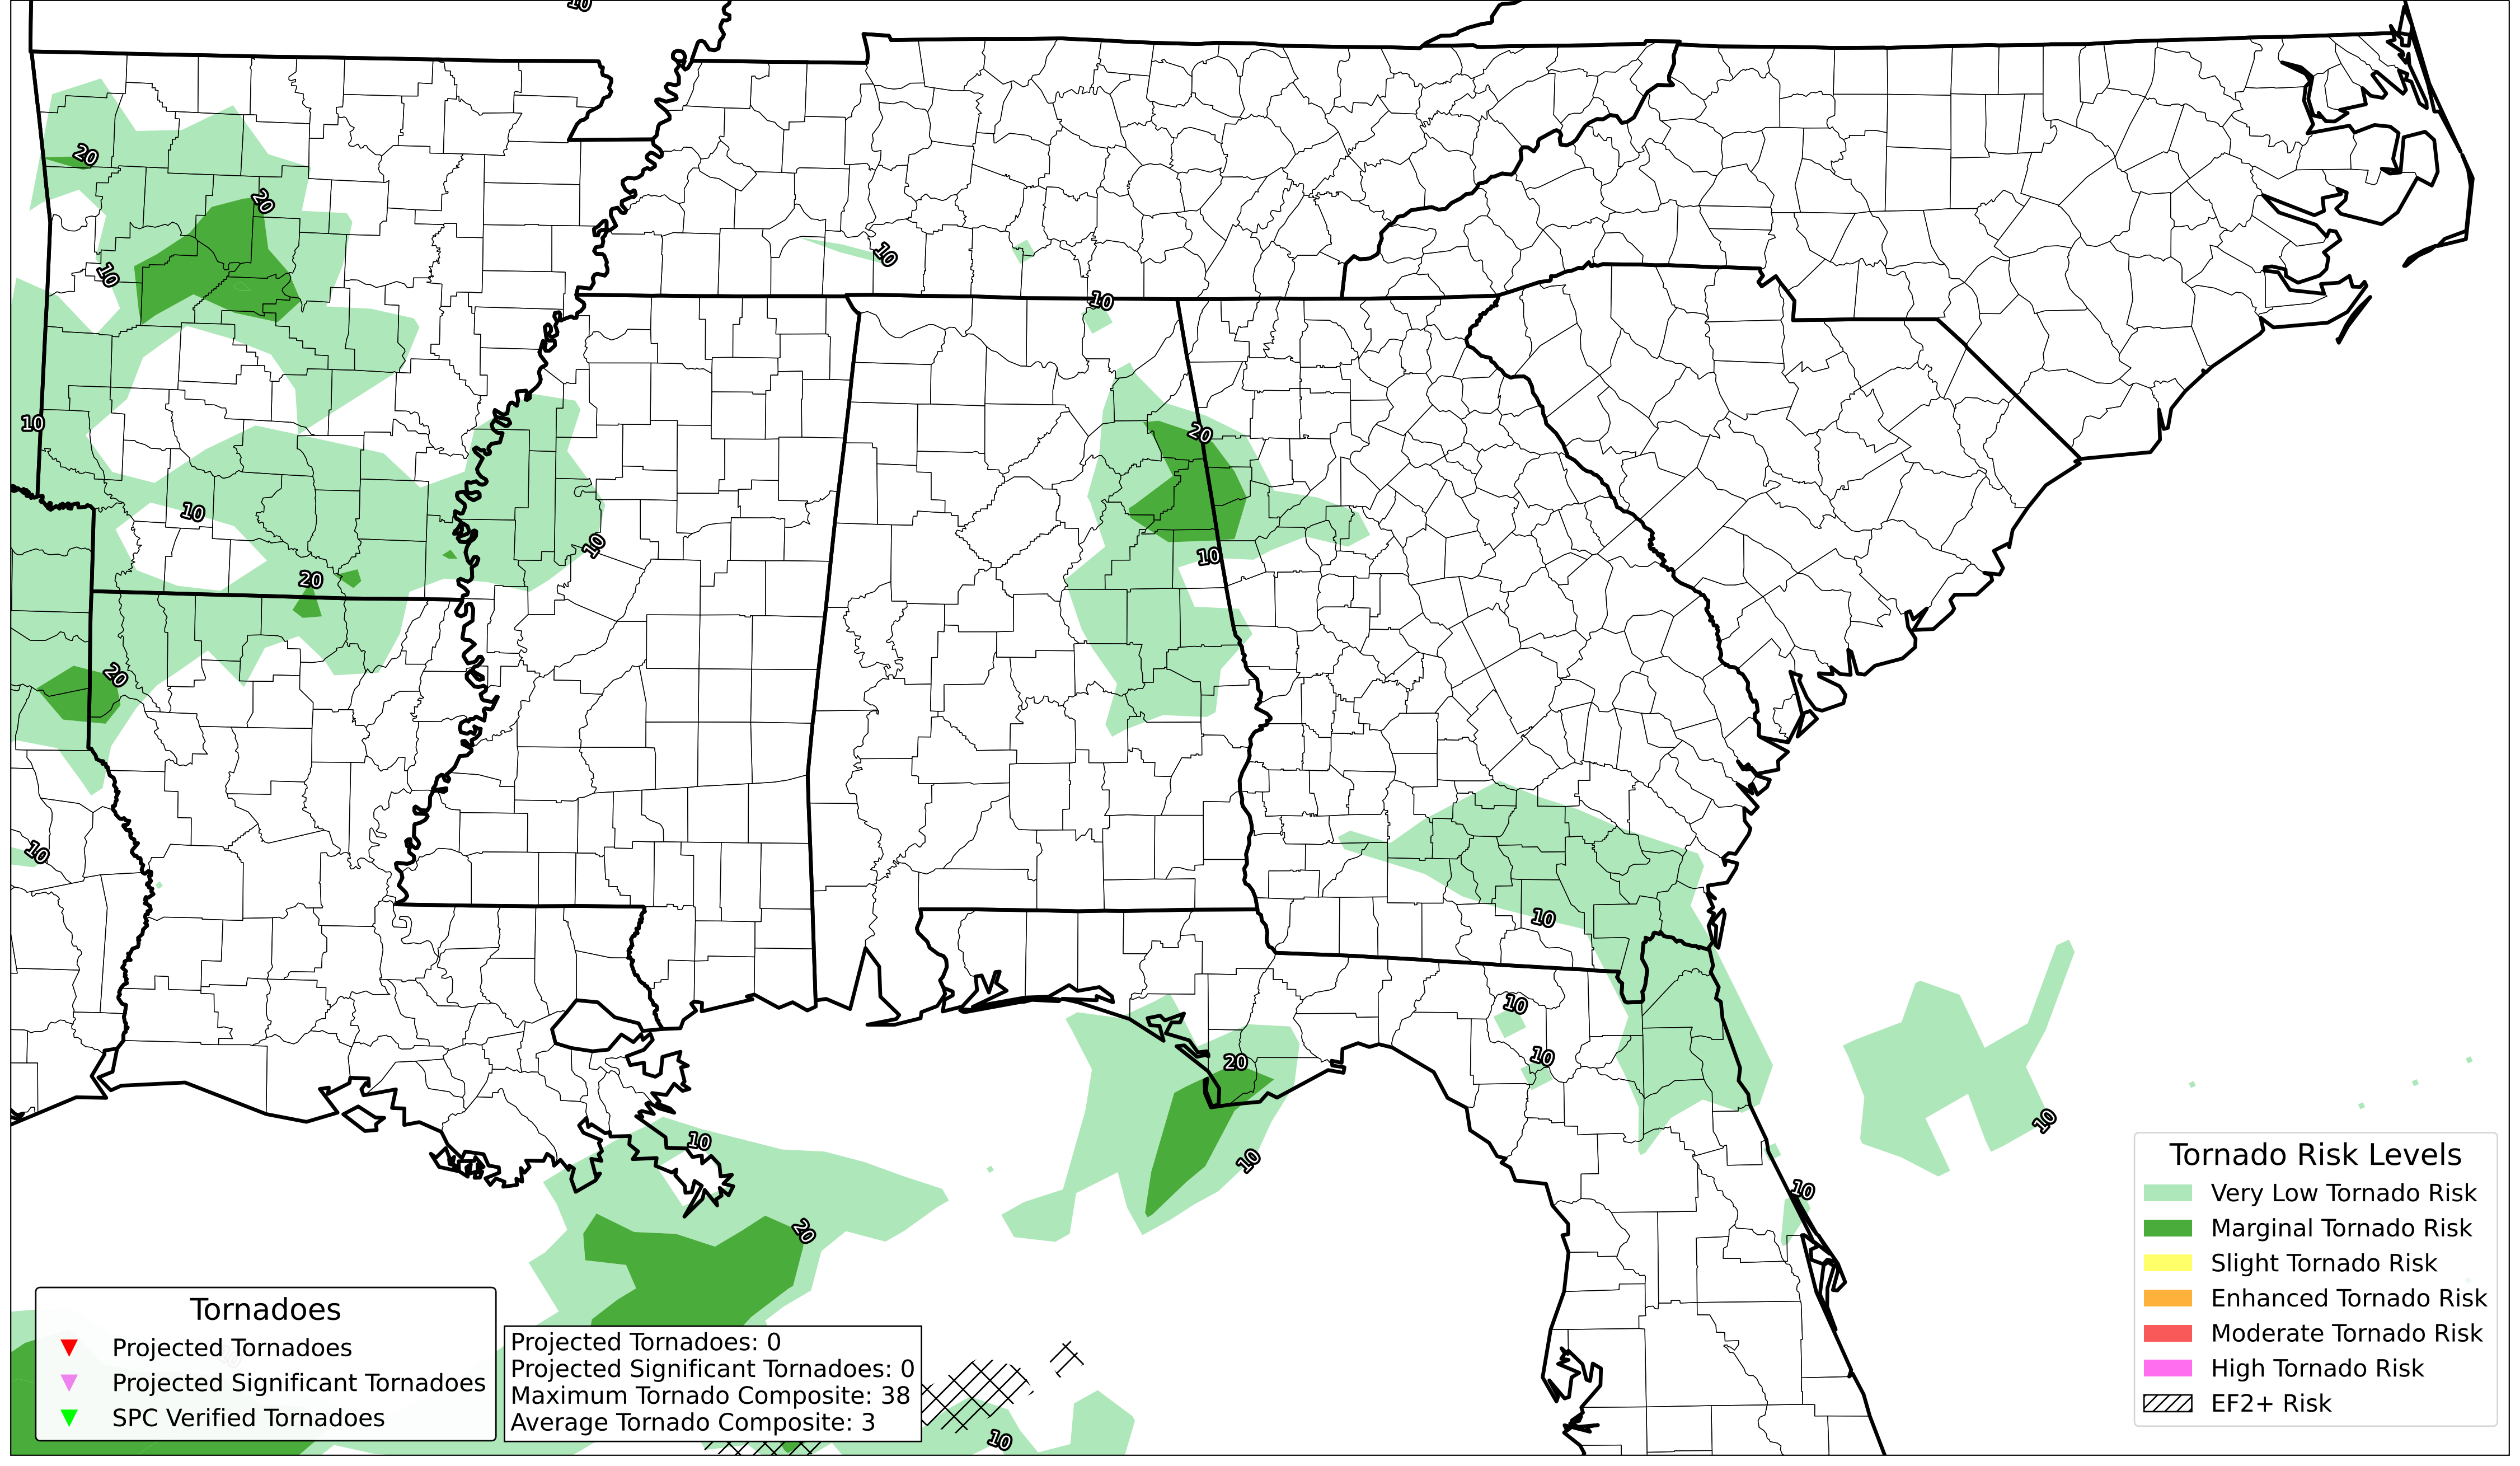 10
20
20
10
10
10
10
20
10
10
10
20
20
10
20
10
10
10
10
20
10
10
10
10
10
20
10
Tornadoes
Projected Tornadoes
Projected Significant Tornadoes
SPC Verified Tornadoes
Projected Tornadoes: 0
Projected Significant Tornadoes: 0
Maximum Tornado Composite: 38
Average Tornado Composite: 3
Tornado Risk Levels
Very Low Tornado Risk
Marginal Tornado Risk
Slight Tornado Risk
Enhanced Tornado Risk
Moderate Tornado Risk
High Tornado Risk
EF2+ Risk